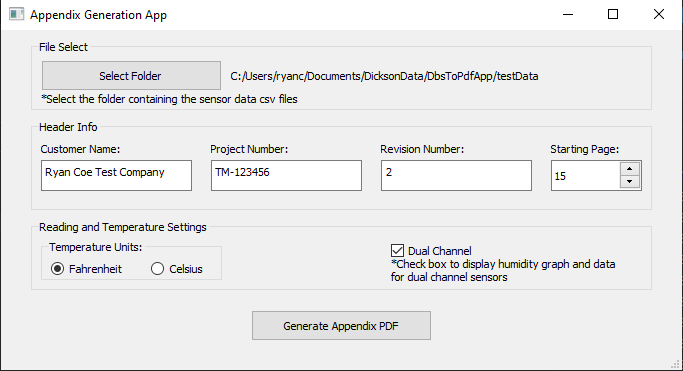 Appendix Generation App
File Select
Select Folder
C:/Users/ryanc/Documents/DicksonData/DbsToPdfApp/testData
*Select the folder containing the sensor data csv files
Header Info
Customer Name:
Project Number:
Revision Number:
Starting Page:
Ryan Coe Test Company
TM-123456
2
15
Reading and Temperature Settings
Temperature Units:
Fahrenheit
Celsius
Dual Channel
*Check box to display humidity graph and data
for dual channel sensors
Generate Appendix PDF